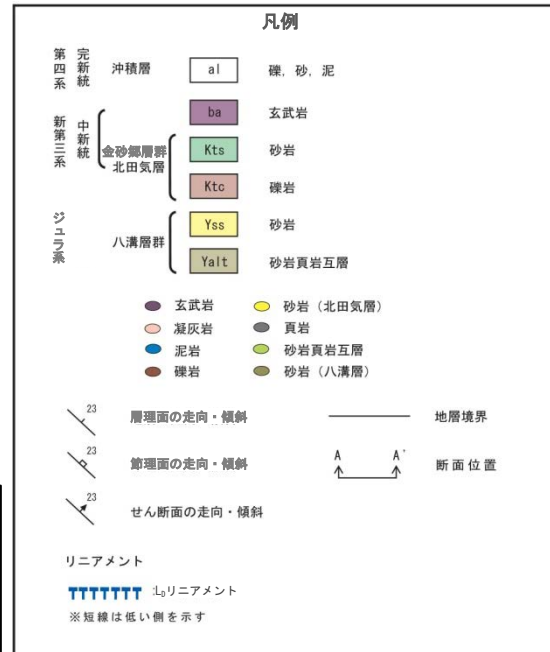 凡例
第四系 完新統 沖積層 al 礫，砂，泥
新第三系 中新統 ba 玄武岩
金砂郷層群
北田気層 Kts 砂岩
Ktc 礫岩
ジュラ系 八溝層群 Yss 砂岩
Yalt 砂岩頁岩互層
玄武岩 砂岩（北田気層）
凝灰岩 頁岩
泥岩 砂岩頁岩互層
礫岩 砂岩（八溝層）
23 層理面の走向・傾斜 地層境界
23 節理面の走向・傾斜 A A' 断面位置
23 せん断面の走向・傾斜
リニアメント
:LDリニアメント
※短線は低い側を示す